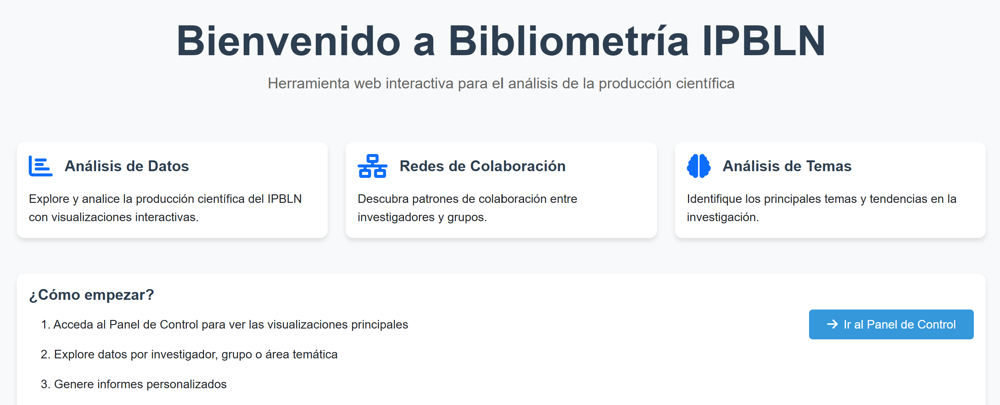 Bienvenido a Bibliometría IPBLN
Herramienta web interactiva para el análisis de la producción científica
Análisis de Datos
Explore y analice la producción científica del IPBLN
con visualizaciones interactivas.
Redes de Colaboración
Descubra patrones de colaboración entre
investigadores y grupos.
Análisis de Temas
Identifique los principales temas y tendencias en la
investigación.
¿Cómo empezar?
1. Acceda al Panel de Control para ver las visualizaciones principales
2. Explore datos por investigador, grupo o área temática
3. Genere informes personalizados
Ir al Panel de Control